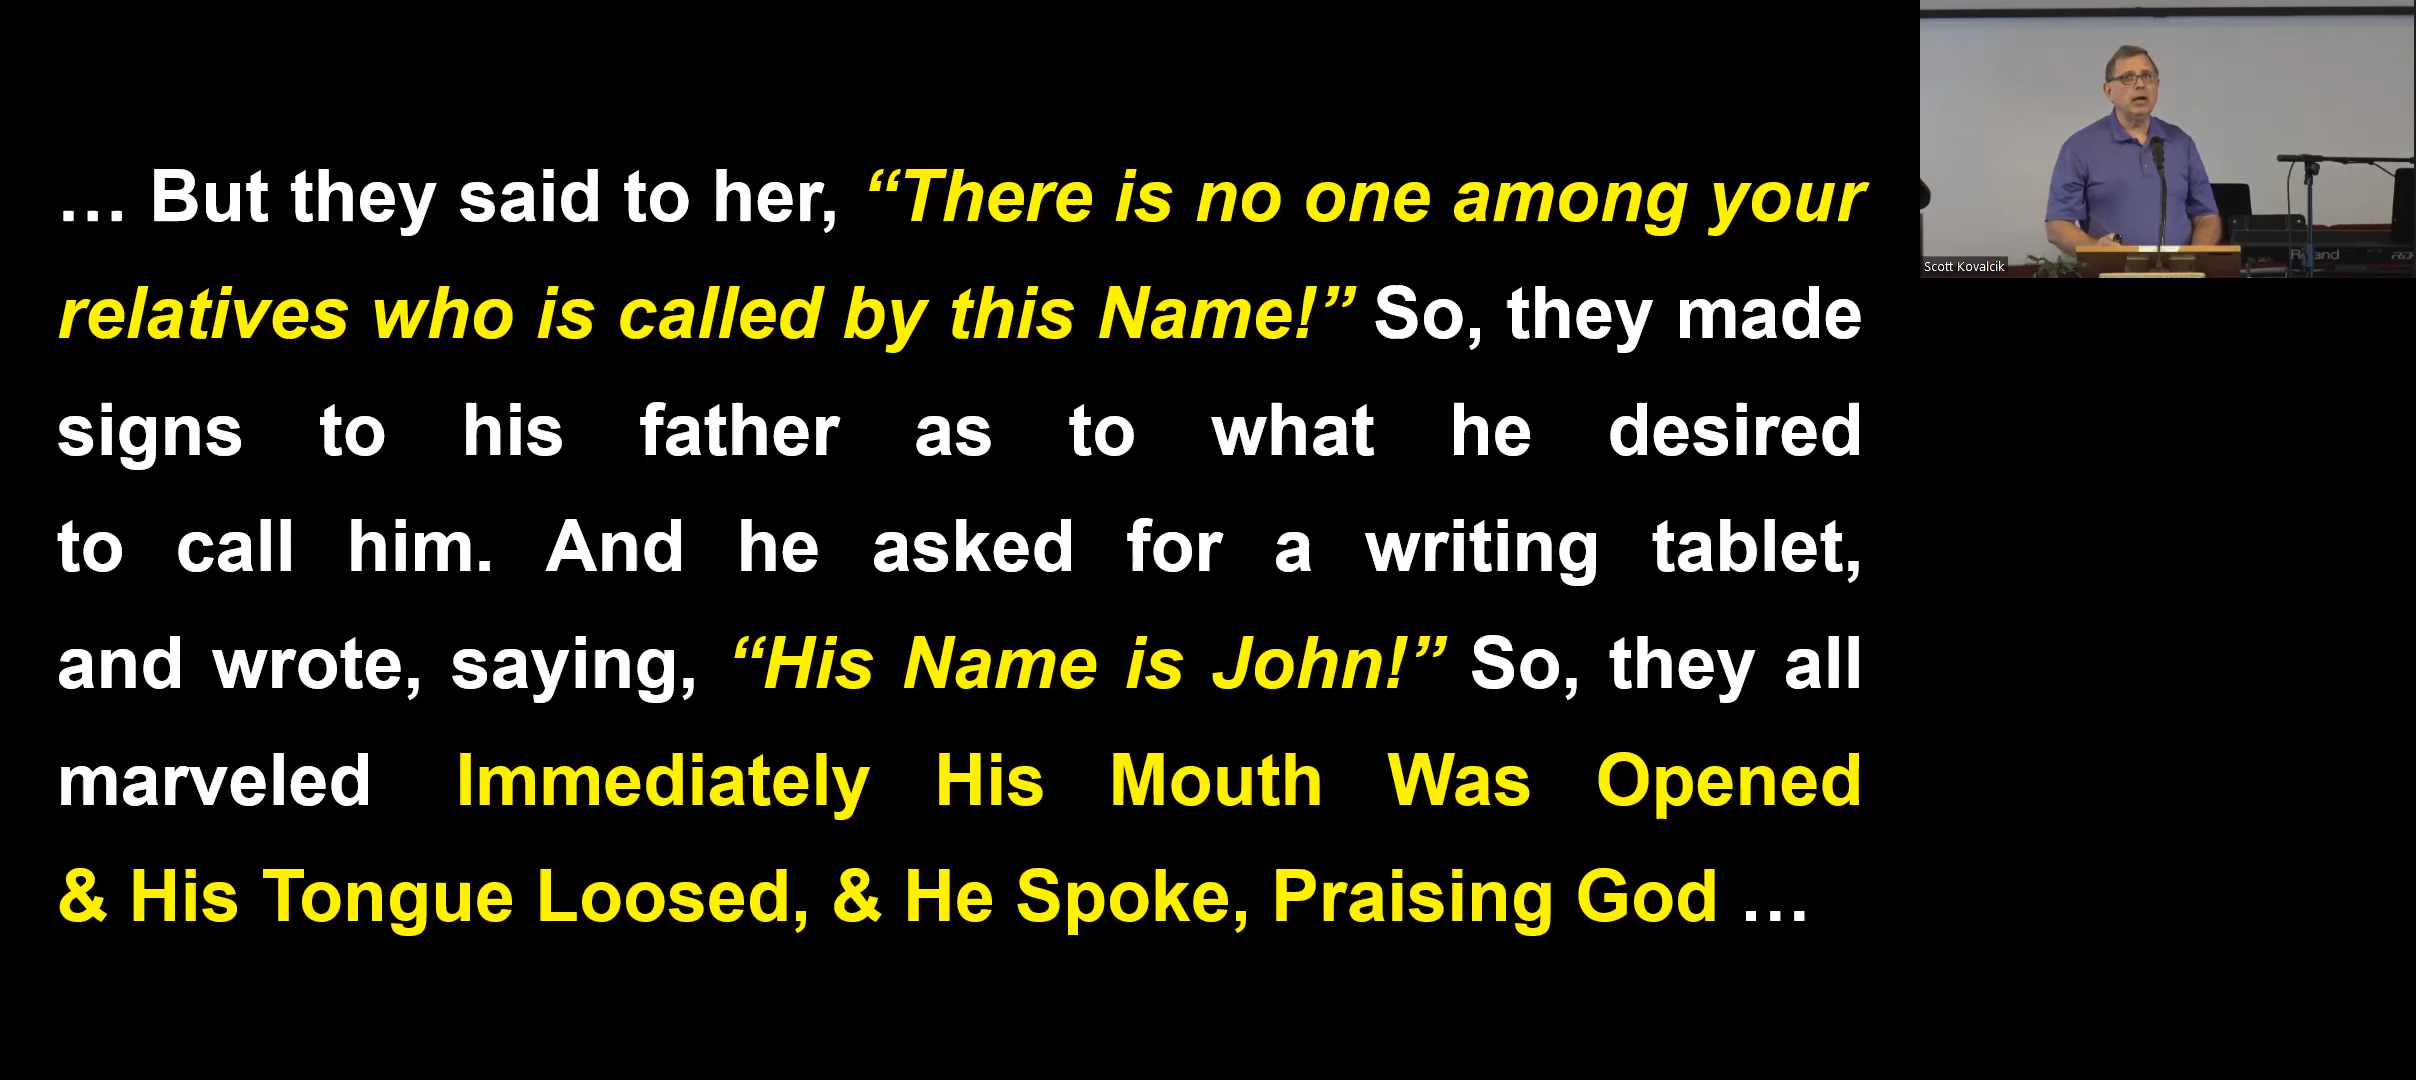 … But they said to her, “There is no one among your
relatives who is called by this Name!” So, they made
signs to his father as to what he desired
to call him. And he asked for a writing tablet,
and wrote, saying, “His Name is John!” So, they all
marveled Immediately His Mouth Was Opened
& His Tongue Loosed, & He Spoke, Praising God …
Scott Kovalcik
Roland RD